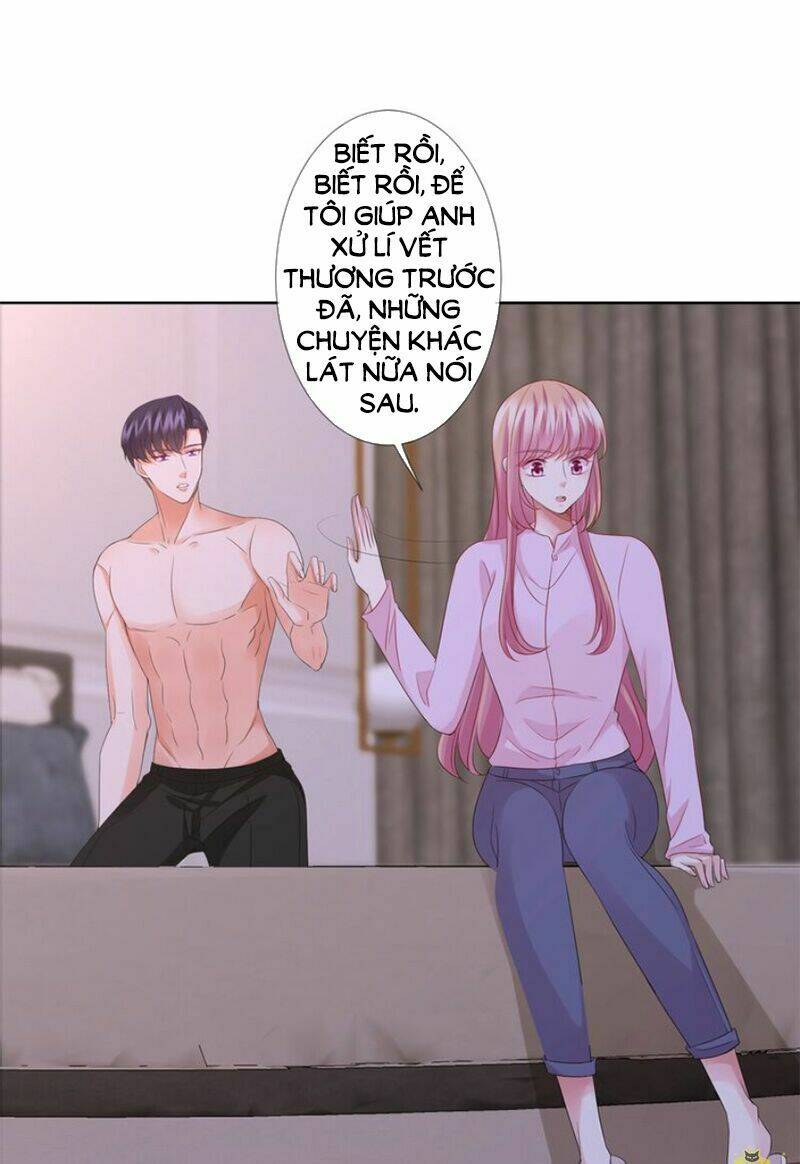 BIẾT RỒI,
BIẾT RỒI, ĐỂ
TÔI GIÚP ANH
XỬ LÍ VẾT
THƯƠNG TRƯỚC
ĐÃ, NHỮNG
CHUYỆN KHÁC
LÁT NỮA NÓI
SAU.